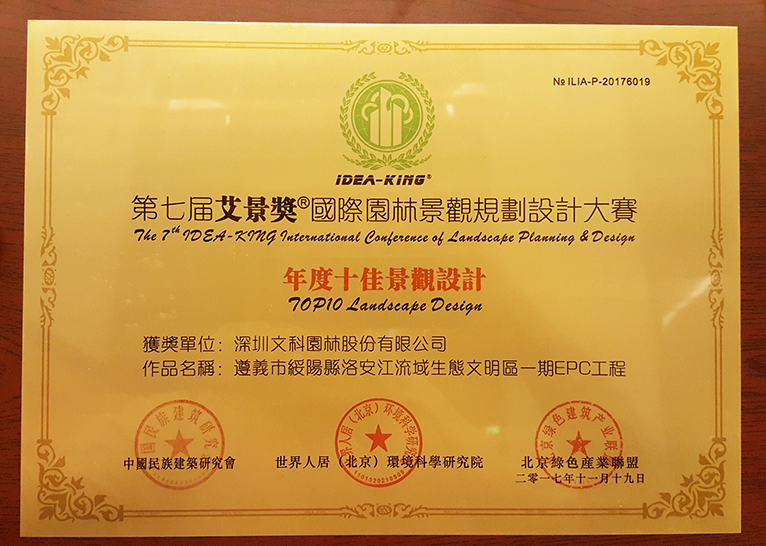 № ILIA-P-20176019
IDEA-KING®
第七届艾景獎®國際園林景觀規劃設計大賽
The 7th IDEA-KING International Conference of Landscape Planning & Design
年度十佳景觀設計
TOP10 Landscape Design
獲獎單位：深圳文科園林股份有限公司
作品名稱：遵義市綏陽縣洛安江流域生態文明區一期EPC工程
中國民族建築研究會
世界人居（北京）環境科學研究院
北京綠色産業聯盟
二零一七年十一月十九日